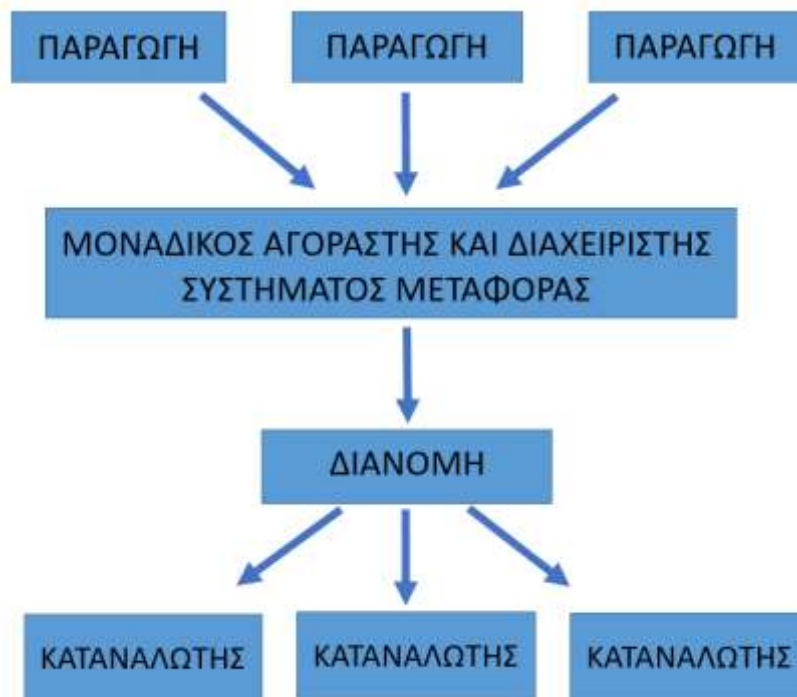 ΠΑΡΑΓΩΓΗ
ΠΑΡΑΓΩΓΗ
ΠΑΡΑΓΩΓΗ
ΜΟΝΑΔΙΚΟΣ ΑΓΟΡΑΣΤΗΣ ΚΑΙ ΔΙΑΧΕΙΡΙΣΤΗΣ
ΣΥΣΤΗΜΑΤΟΣ ΜΕΤΑΦΟΡΑΣ
ΔΙΑΝΟΜΗ
ΚΑΤΑΝΑΛΩΤΗΣ
ΚΑΤΑΝΑΛΩΤΗΣ
ΚΑΤΑΝΑΛΩΤΗΣ